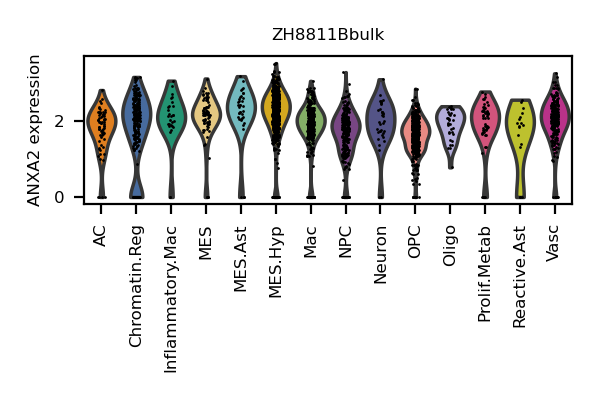 ZH8811Bbulk
ANXA2 expression
2
0
AC
Chromatin.Reg
Inflammatory.Mac
MES
MES.Ast
MES.Hyp
Mac
NPC
Neuron
OPC
Oligo
Prolif.Metab
Reactive.Ast
Vasc